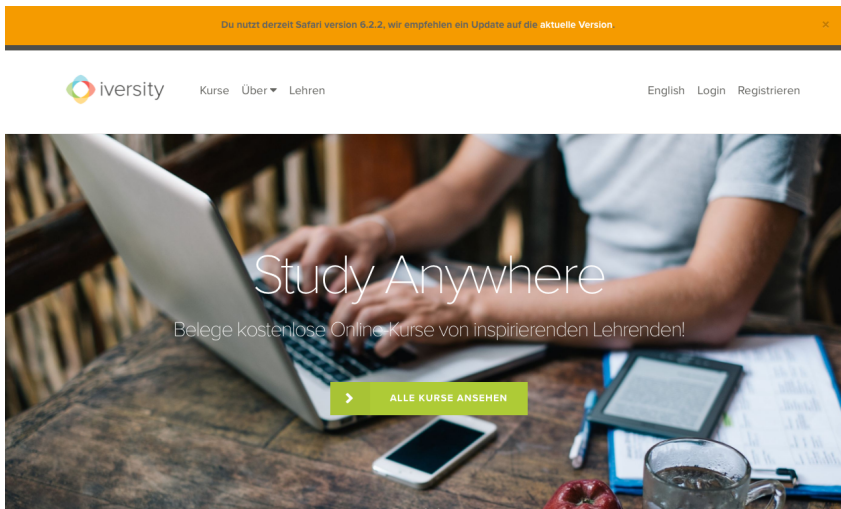 Du nutzt derzeit Safari version 6.2.2, wir empfehlen ein Update auf die aktuelle Version.
×
iversity
Kurse Über Lehren
English Login Registrieren
Study Anywhere
Belege kostenlose Online-Kurse von inspirierenden Lehrenden!
ALLE KURSE ANSEHEN